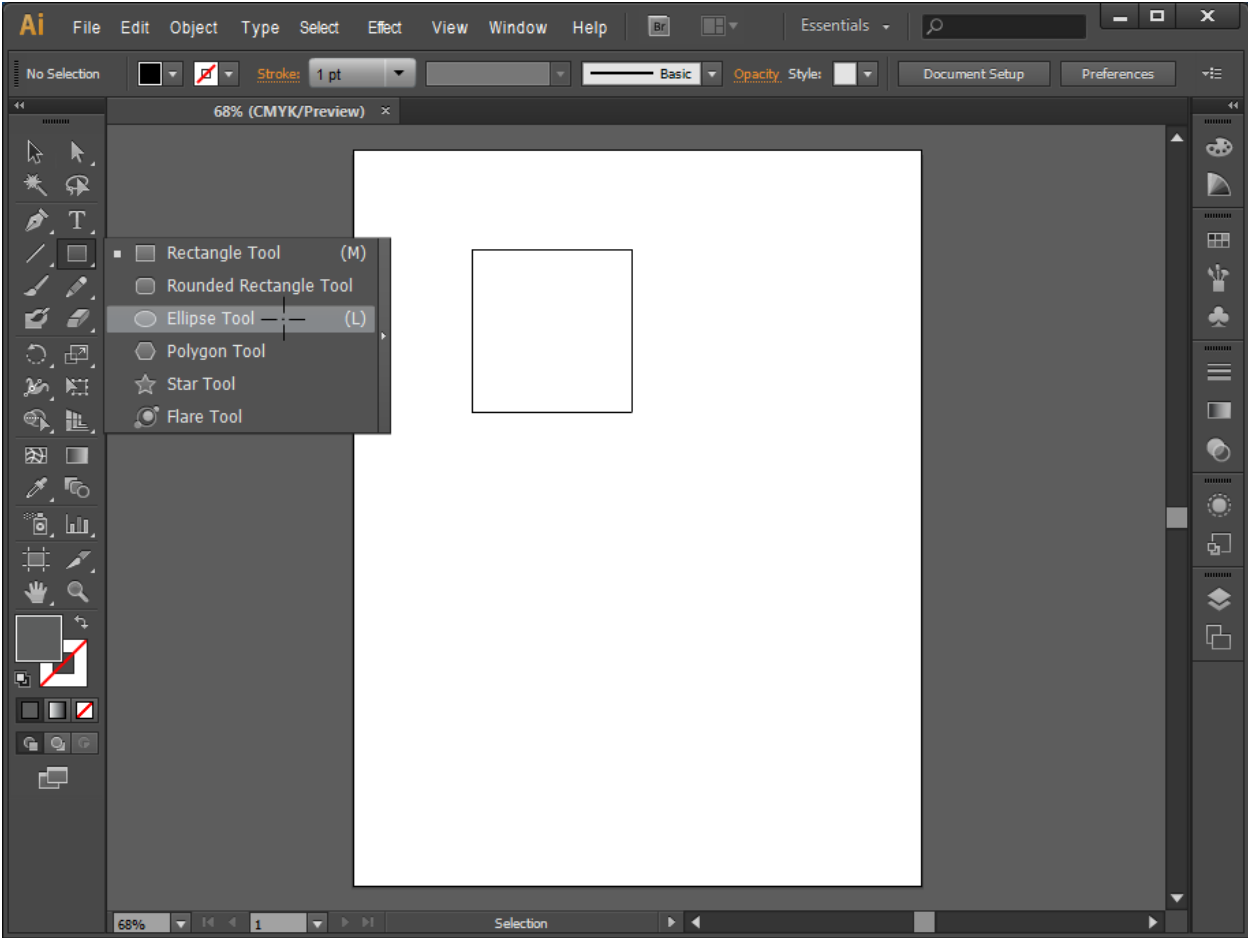 Ai File Edit Object Type Select Effect View Window Help Br Essentials
No Selection Stroke: 1 pt Basic Opacity Style: Document Setup Preferences
68% (CMYK/Preview) ×
T
Rectangle Tool (M)
Rounded Rectangle Tool
Ellipse Tool (L)
Polygon Tool
Star Tool
Flare Tool
68% 1 Selection